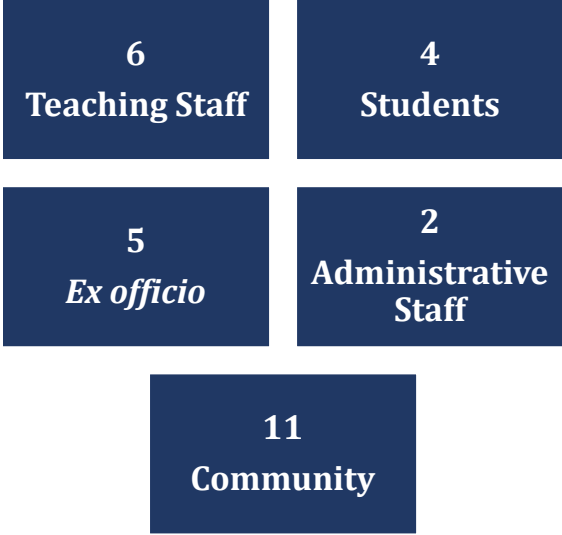 6
Teaching Staff
4
Students
5
Ex officio
2
Administrative
Staff
11
Community